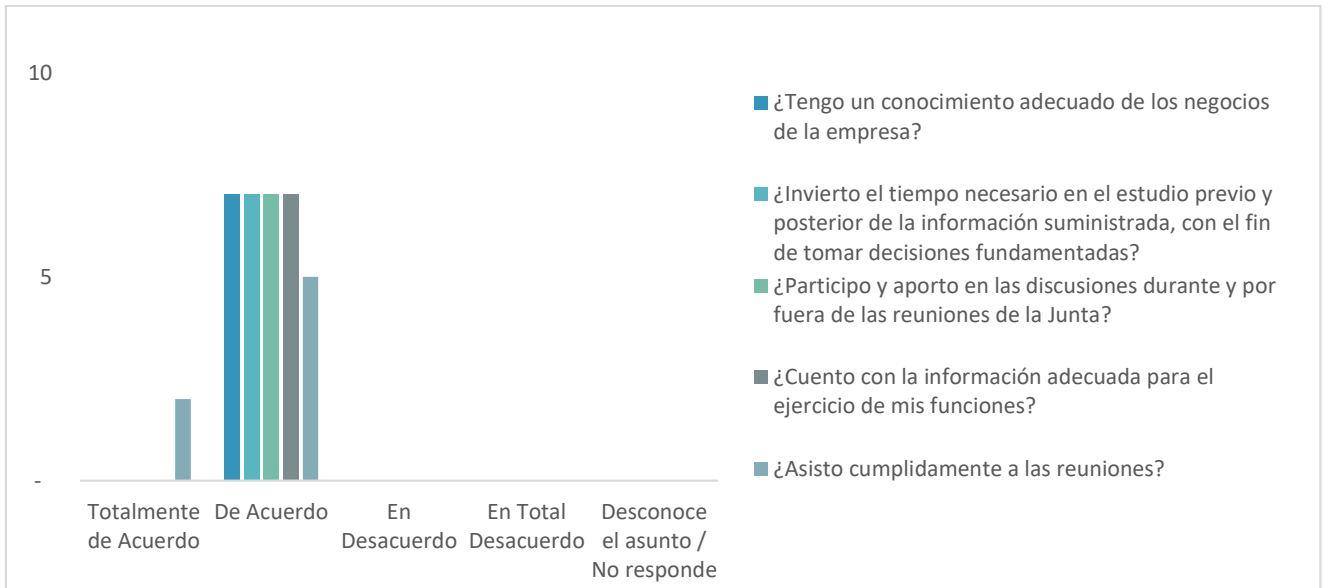 10
5
-
Totalmente
de Acuerdo
De Acuerdo
En
Desacuerdo
En Total
Desacuerdo
Desconoce
el asunto /
No responde
¿Tengo un conocimiento adecuado de los negocios
de la empresa?
¿Invierto el tiempo necesario en el estudio previo y
posterior de la información suministrada, con el fin
de tomar decisiones fundamentadas?
¿Participo y aporto en las discusiones durante y por
fuera de las reuniones de la Junta?
¿Cuento con la información adecuada para el
ejercicio de mis funciones?
¿Asisto cumplidamente a las reuniones?